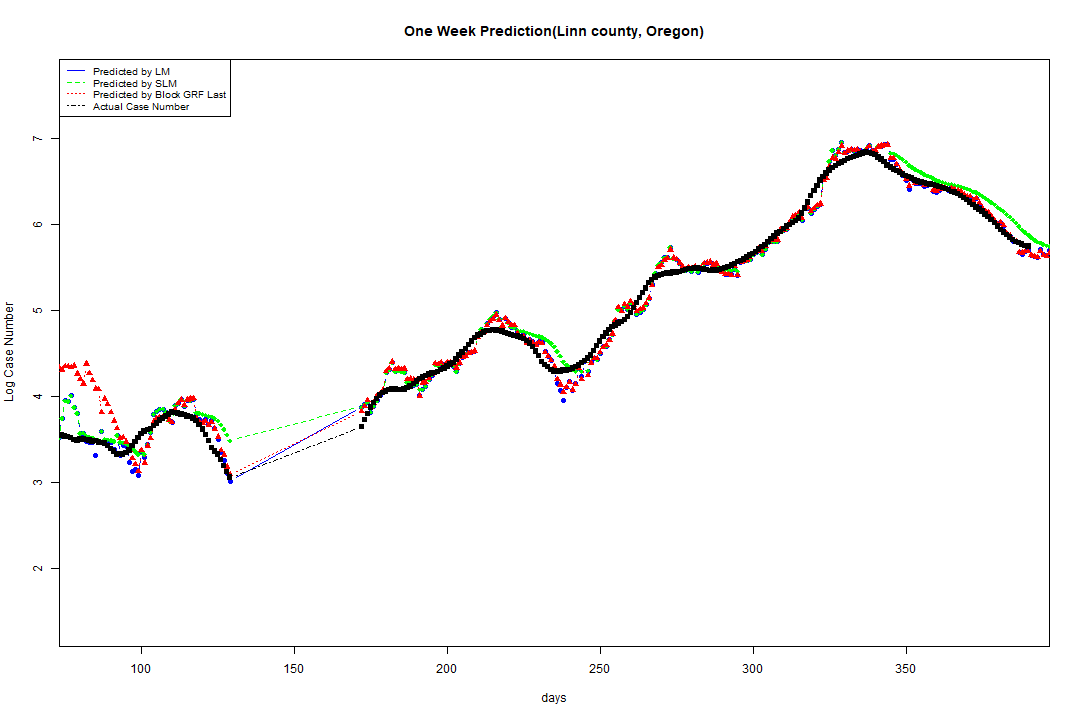 One Week Prediction(Linn county, Oregon)
Predicted by LM
Predicted by SLM
Predicted by Block GRF Last
Actual Case Number
7
6
5
4
3
2
Log Case Number
100 150 200 250 300 350
days